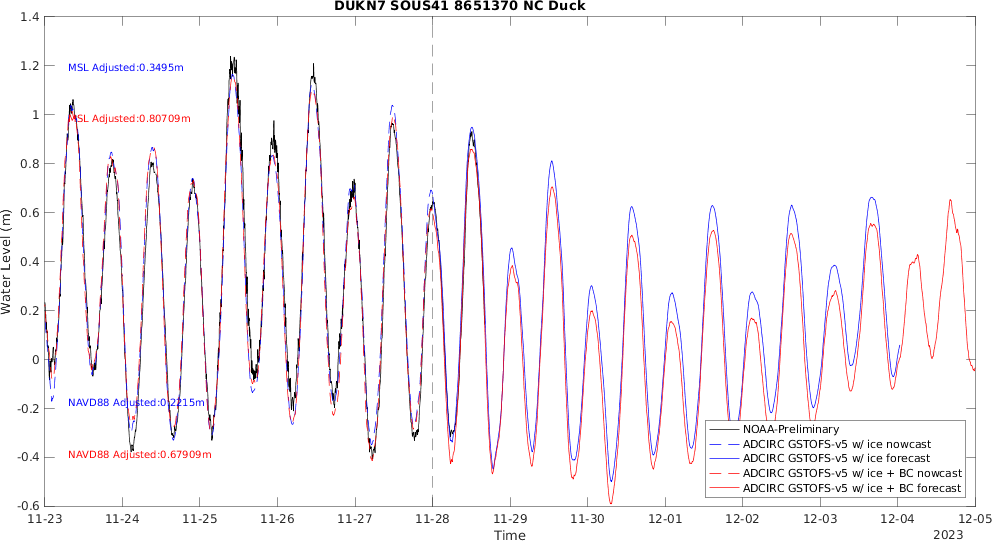 DUKN7 SOUS41 8651370 NC Duck
1.4
1.2
1
0.8
0.6
0.4
0.2
0
-0.2
-0.4
-0.6
Water Level (m)
MSL Adjusted:0.3495m
MSL Adjusted:0.80709m
NAVD88 Adjusted:0.2215m
NAVD88 Adjusted:0.67909m
NOAA-Preliminary
ADCIRC GSTOFS-v5 w/ ice nowcast
ADCIRC GSTOFS-v5 w/ ice forecast
ADCIRC GSTOFS-v5 w/ ice + BC nowcast
ADCIRC GSTOFS-v5 w/ ice + BC forecast
11-23 11-24 11-25 11-26 11-27 11-28 11-29 11-30 12-01 12-02 12-03 12-04 12-05
Time
2023